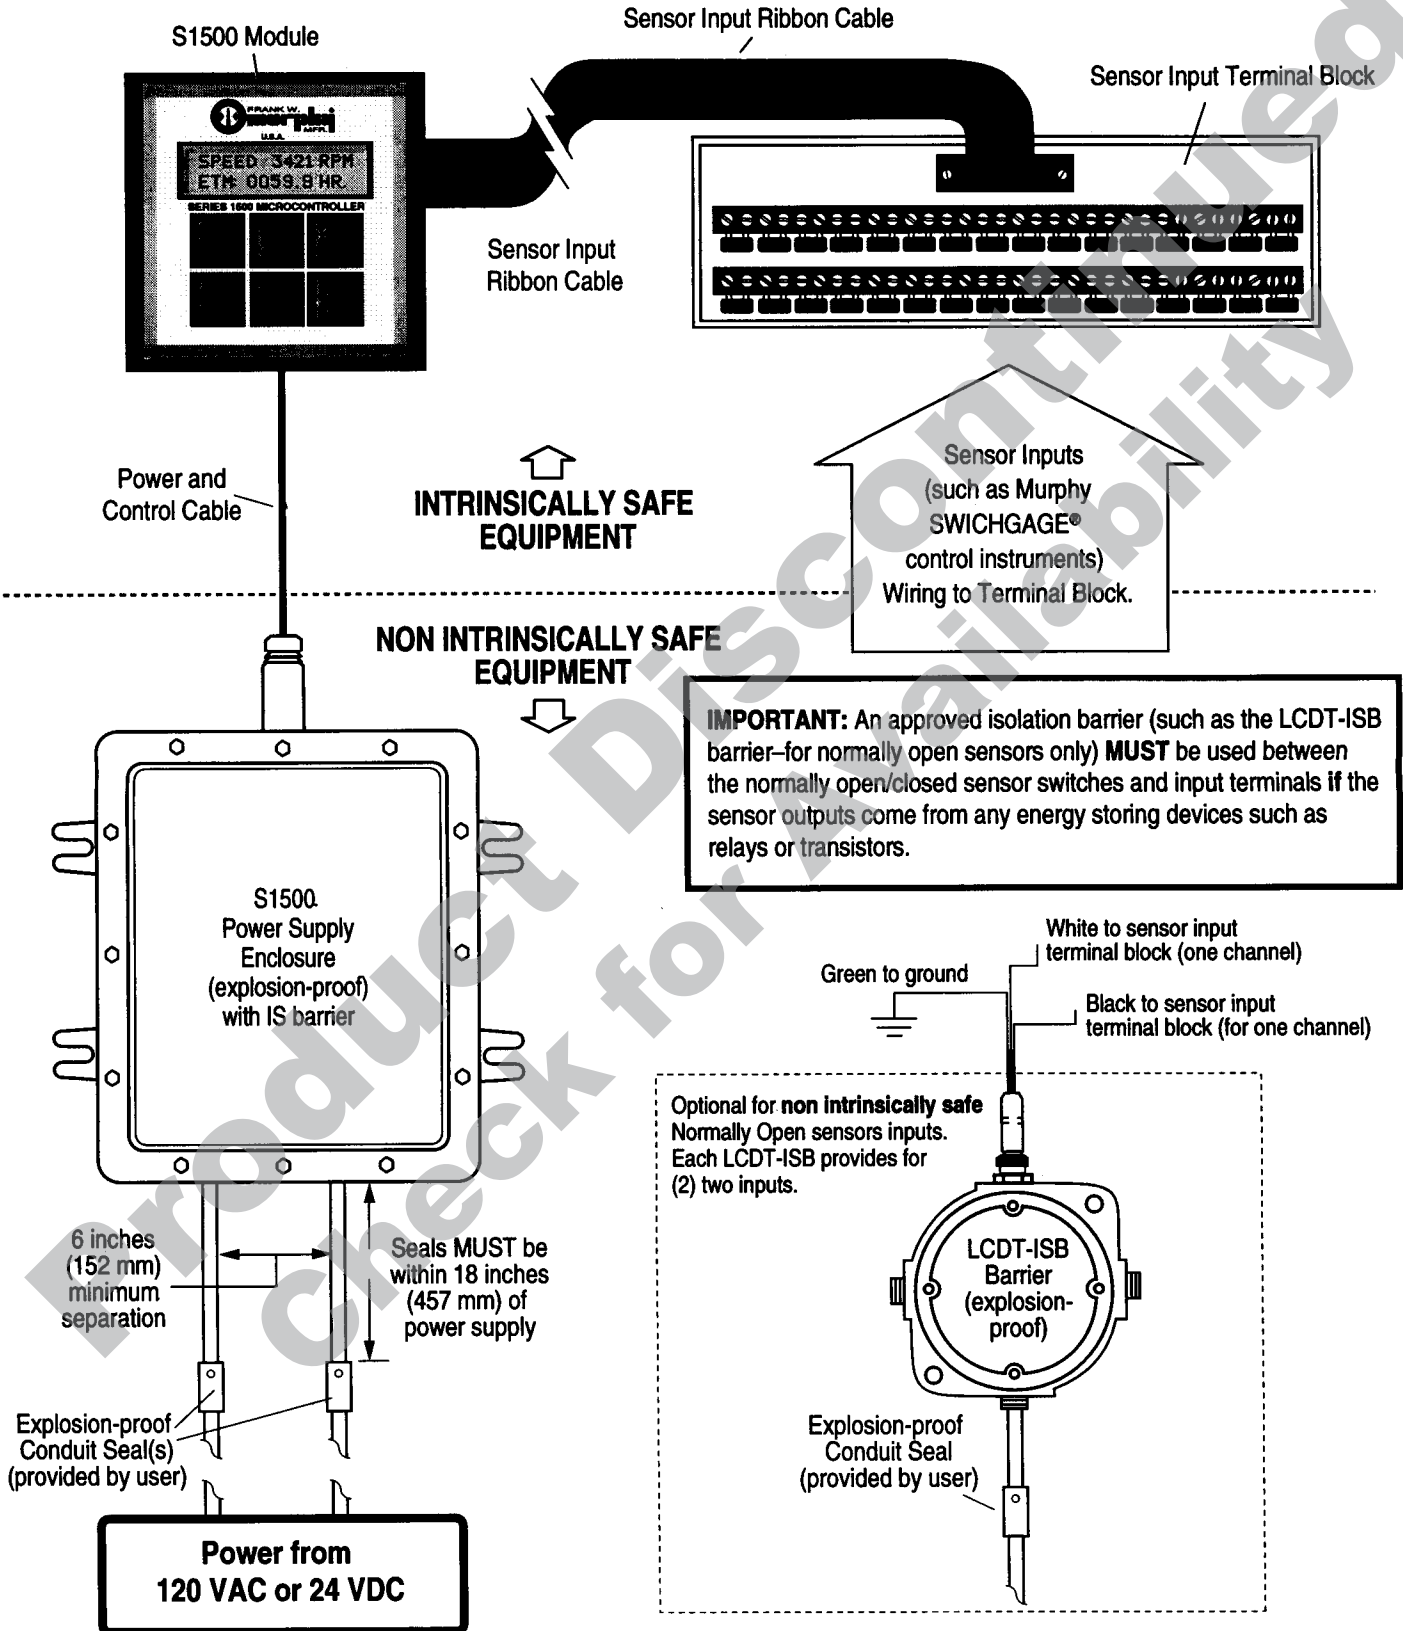 Sensor Input Ribbon Cable
S1500 Module
Sensor Input Terminal Block
FRANK W.
murphy
MFR.
U.S.A.
SPEED 3421 RPM
ETM 0059.9 HR.
SERIES 1500 MICROCONTROLLER
Sensor Input
Ribbon Cable
Power and
Control Cable
INTRINSICALLY SAFE
EQUIPMENT
Sensor Inputs
(such as Murphy
SWICHGAGE®
control instruments)
Wiring to Terminal Block.
NON INTRINSICALLY SAFE
EQUIPMENT
IMPORTANT: An approved isolation barrier (such as the LCDT-ISB
barrier–for normally open sensors only) MUST be used between
the normally open/closed sensor switches and input terminals if the
sensor outputs come from any energy storing devices such as
relays or transistors.
S1500
Power Supply
Enclosure
(explosion-proof)
with IS barrier
White to sensor input
terminal block (one channel)
Green to ground
Black to sensor input
terminal block (for one channel)
Optional for non intrinsically safe
Normally Open sensors inputs.
Each LCDT-ISB provides for
(2) two inputs.
LCDT-ISB
Barrier
(explosion-
proof)
6 inches
(152 mm)
minimum
separation
Seals MUST be
within 18 inches
(457 mm) of
power supply
Explosion-proof
Conduit Seal(s)
(provided by user)
Explosion-proof
Conduit Seal
(provided by user)
Power from
120 VAC or 24 VDC
Product Discontinued
Check for Availability